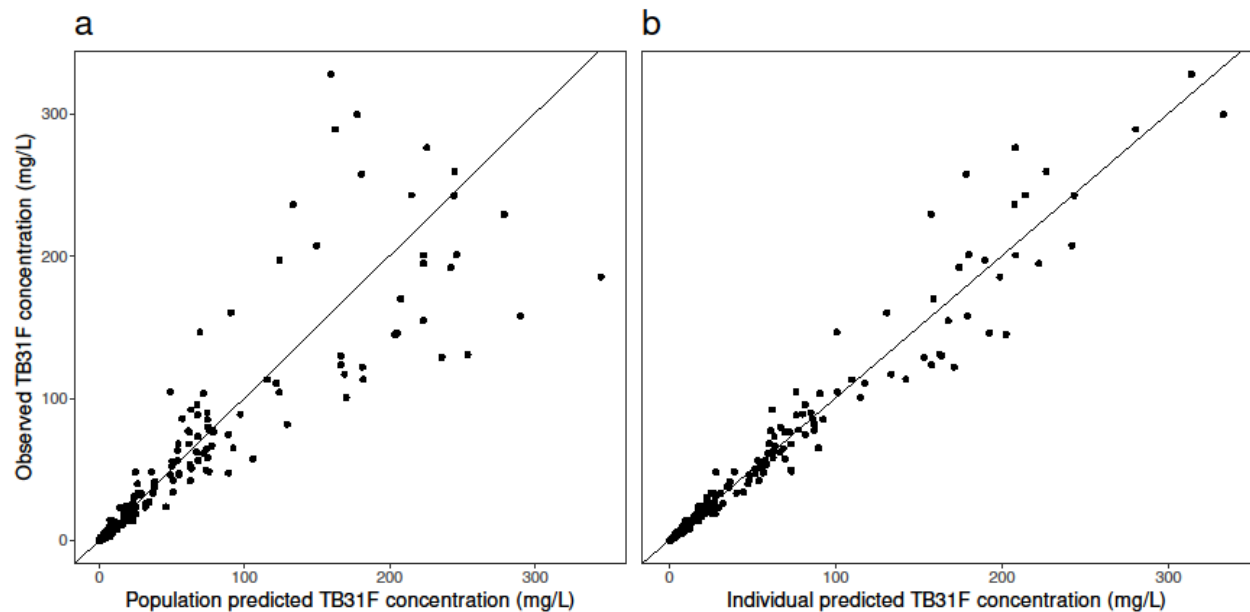 a
b
Observed TB31F concentration (mg/L)
300
200
100
0
0 100 200 300
0 100 200 300
Population predicted TB31F concentration (mg/L)
Individual predicted TB31F concentration (mg/L)